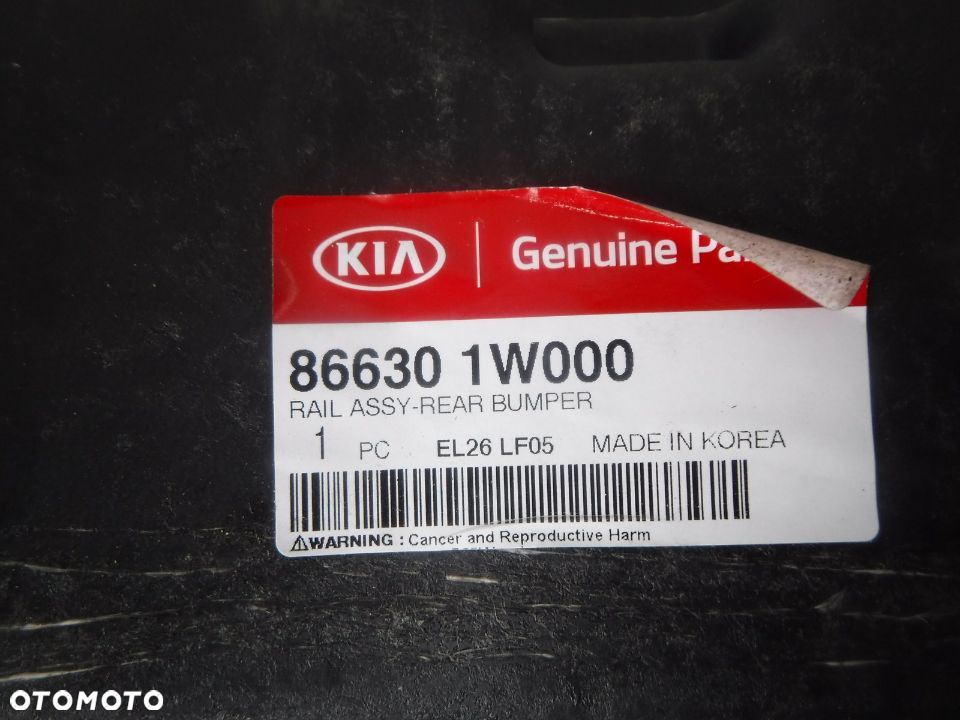 KIA Genuine
86630 1W000
RAIL ASSY-REAR BUMPER
1 PC EL26 LF05 MADE IN KOREA
⚠WARNING : Cancer and Reproductive Harm
OTOMOTO